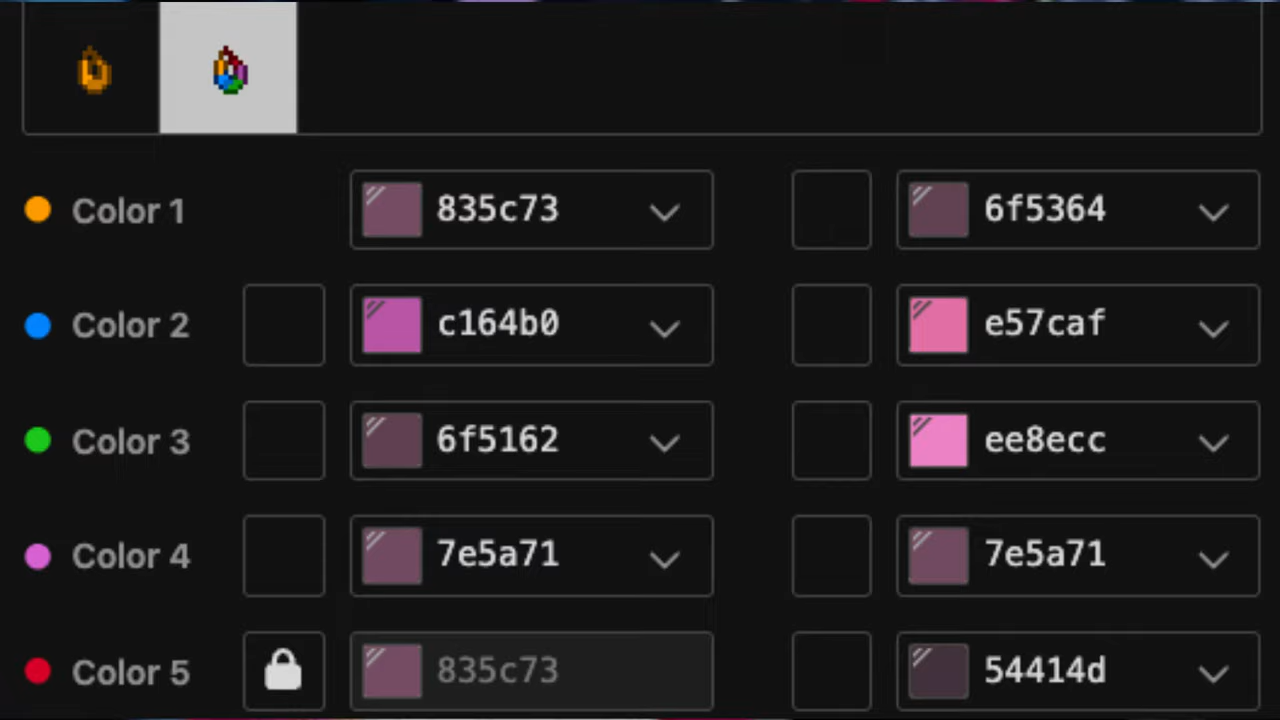 Color 1 835c73 6f5364
Color 2 c164b0 e57caf
Color 3 6f5162 ee8ecc
Color 4 7e5a71 7e5a71
Color 5 835c73 54414d